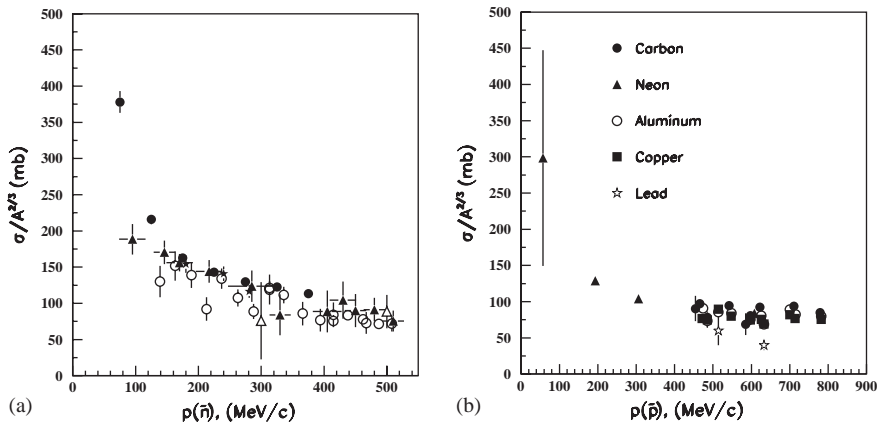 500
450
400
350
300
250
200
150
100
50
0
σ/A^{2/3} (mb)
0 100 200 300 400 500
p(n̄), (MeV/c)
(a)
500
450
400
350
300
250
200
150
100
50
0
σ/A^{2/3} (mb)
Carbon
Neon
Aluminum
Copper
Lead
0 100 200 300 400 500 600 700 800 900
p(p̄), (MeV/c)
(b)